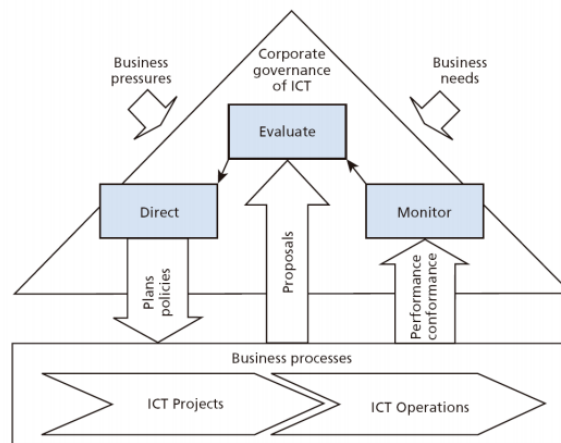 Business
pressures
Corporate
governance
of ICT
Business
needs
Evaluate
Direct
Monitor
Plans
policies
Proposals
Performance
conformance
Business processes
ICT Projects
ICT Operations